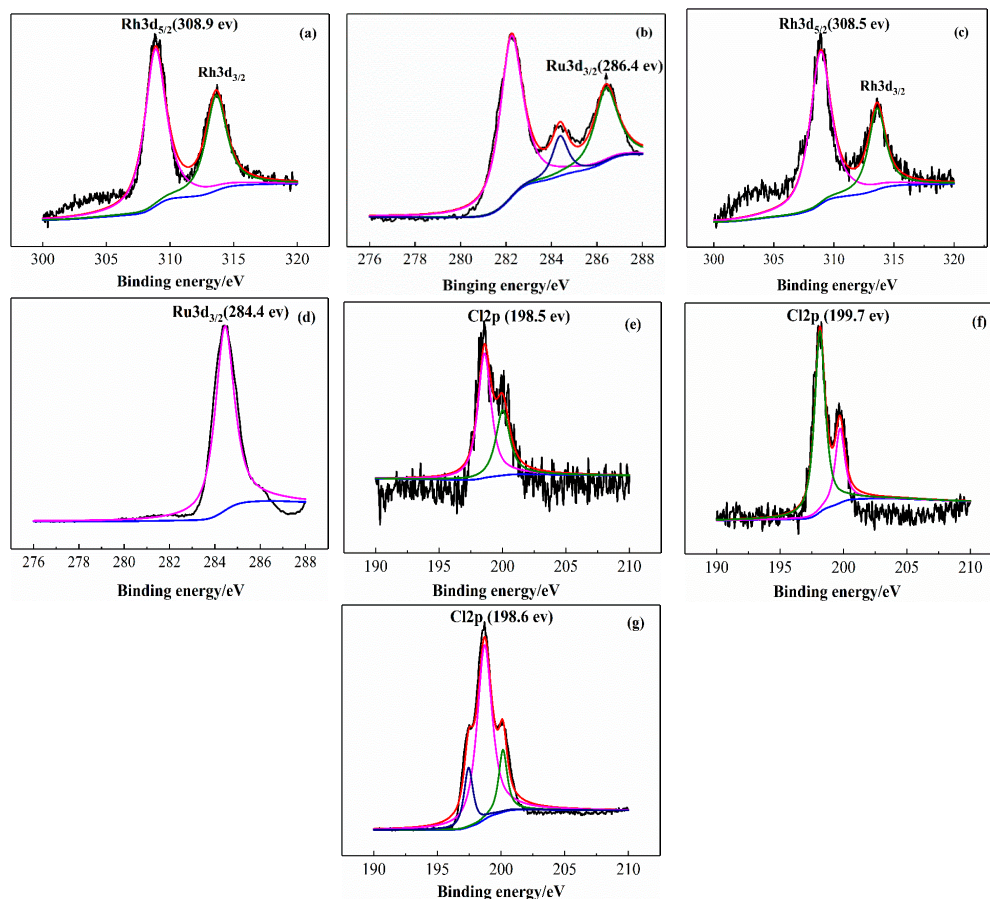 Rh3d5/2(308.9 ev)
(a)
Rh3d3/2
300 305 310 315 320
Binding energy/eV
(b)
Ru3d3/2(286.4 ev)
276 278 280 282 284 286 288
Binging energy/eV
Rh3d5/2(308.5 ev)
(c)
Rh3d3/2
300 305 310 315 320
Binding energy/eV
Ru3d3/2(284.4 ev)
(d)
276 280 282 284 286 288
Binding energy/eV
Cl2p (198.5 ev)
(e)
190 195 200 205 210
Binding energy/eV
Cl2p (199.7 ev)
(f)
190 195 200 205 210
Binding energy/eV
Cl2p (198.6 ev)
(g)
190 195 200 205 210
Binding energy/eV